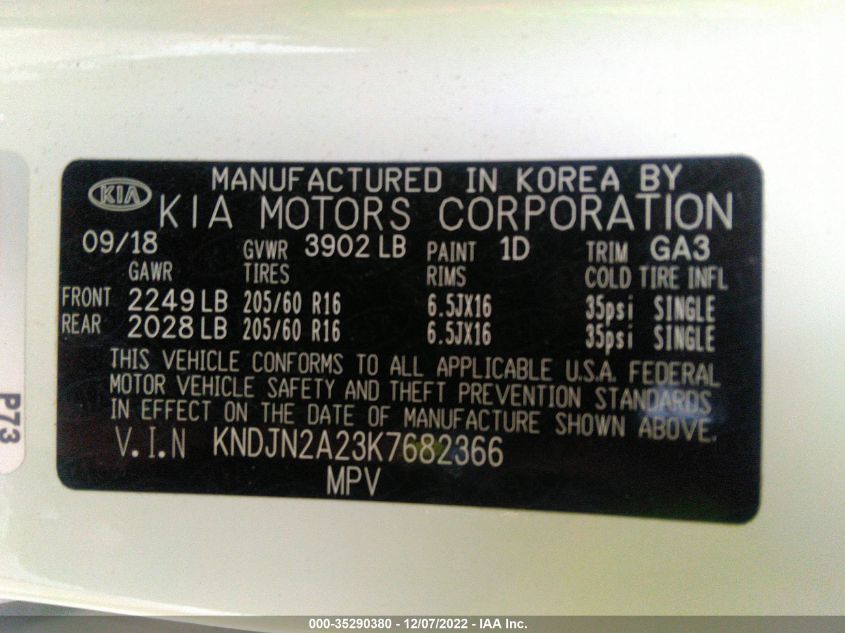 MANUFACTURED IN KOREA BY
KIA KIA MOTORS CORPORATION
09/18 GVWR 3902 LB PAINT 1D TRIM GA3
GAWR TIRES RIMS COLD TIRE INFL
FRONT 2249 LB 205/60 R16 6.5JX16 35psi SINGLE
REAR 2028 LB 205/60 R16 6.5JX16 35psi SINGLE
THIS VEHICLE CONFORMS TO ALL APPLICABLE U.S.A. FEDERAL
MOTOR VEHICLE SAFETY AND THEFT PREVENTION STANDARDS
IN EFFECT ON THE DATE OF MANUFACTURE SHOWN ABOVE.
V.I.N KNDJN2A23K7682366
MPV
P73
000-35290380 - 12/07/2022 - IAA Inc.